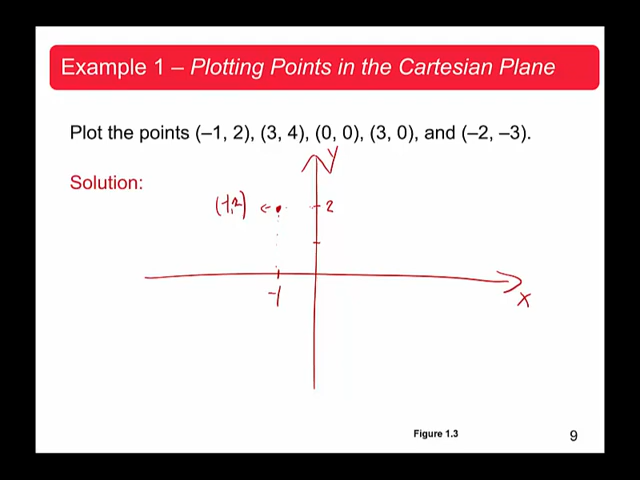 Example 1 – Plotting Points in the Cartesian Plane
Plot the points (–1, 2), (3, 4), (0, 0), (3, 0), and (–2, –3).
Solution:
y
(-1,2)
2
-1
x
Figure 1.3
9